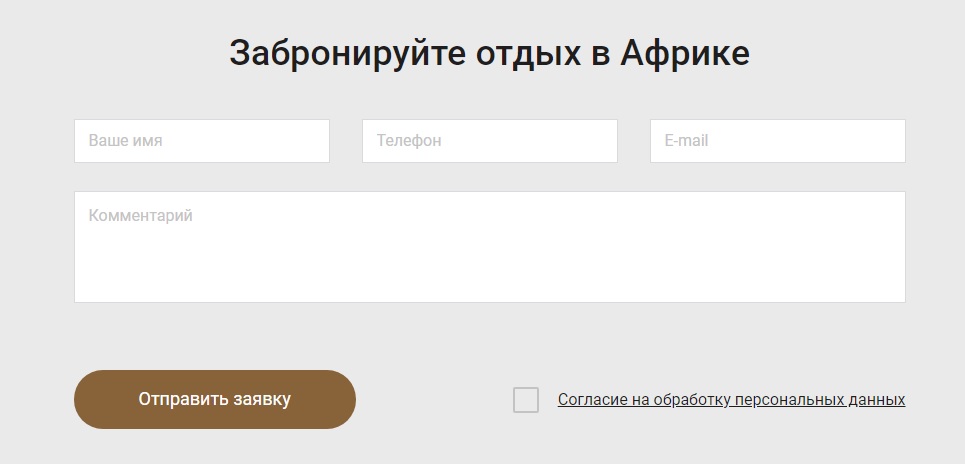 Забронируйте отдых в Африке
Ваше имя
Телефон
E-mail
Комментарий
Отправить заявку
Согласие на обработку персональных данных